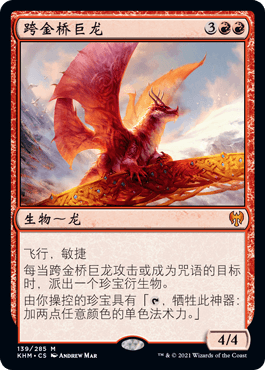 跨金桥巨龙 3
生物～龙
飞行，敏捷
每当跨金桥巨龙攻击或成为咒语的目标
时，派出一个珍宝衍生物。
由你操控的珍宝具有「，牺牲此神器：
加两点任意颜色的单色法术力。」
4/4
139/285 M
KHM • CS ANDREW MAR
™ & © 2021 Wizards of the Coast